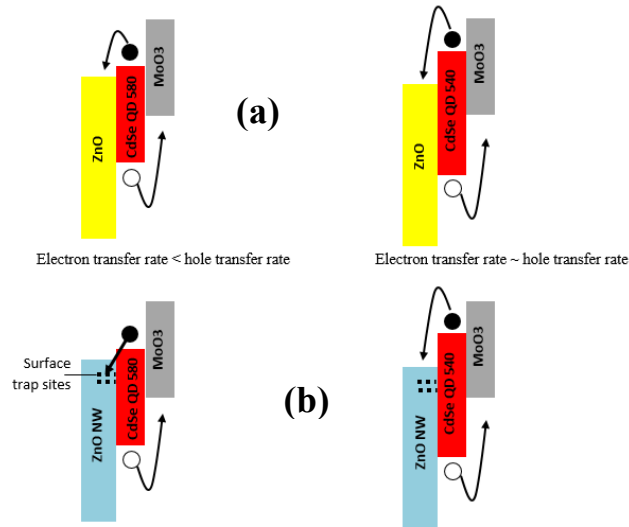 ZnO
CdSe QD 580
MoO3
(a)
ZnO
CdSe QD 540
MoO3
Electron transfer rate < hole transfer rate
Electron transfer rate ~ hole transfer rate
Surface
trap sites
ZnO NW
CdSe QD 580
MoO3
(b)
ZnO NW
CdSe QD 540
MoO3